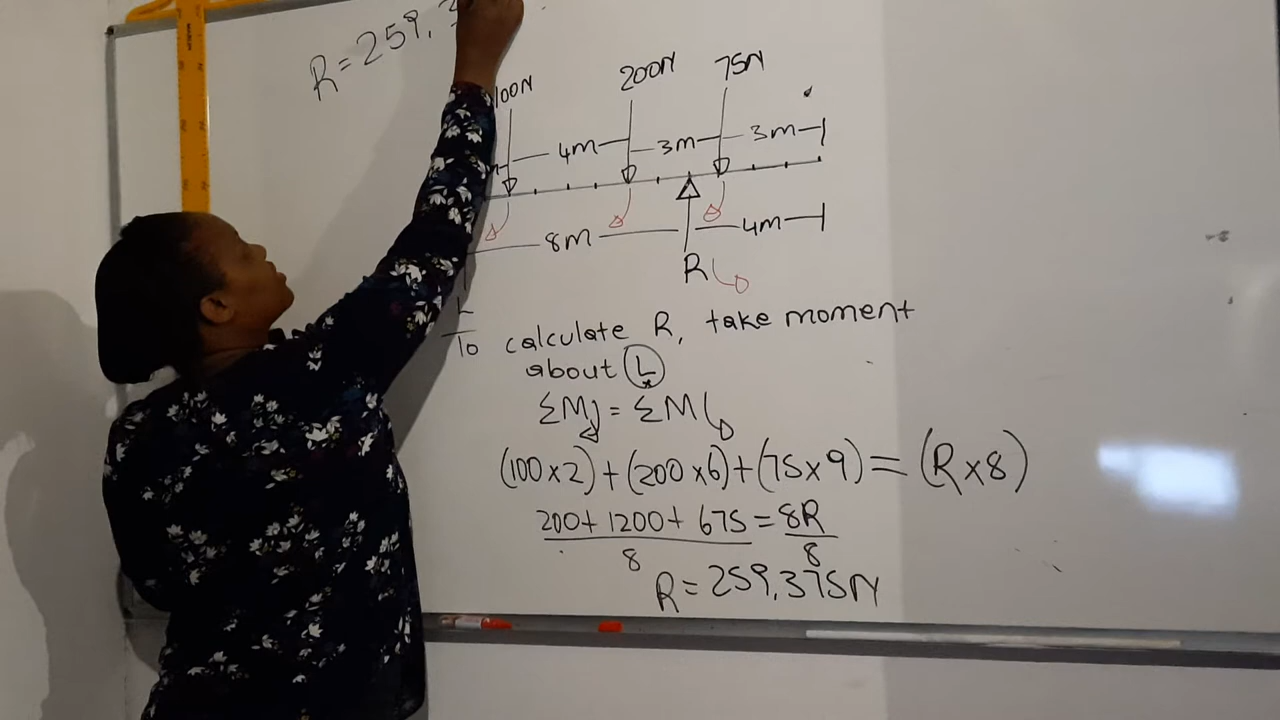 R=259,3
100N 200N 75N
4m 3m 3m
8m 4m
R
L
To calculate R, take moment
about L
ΣM = ΣM
(100×2)+(200×6)+(75×9)=(R×8)
200+1200+675=8R
8 8
R=259,375N